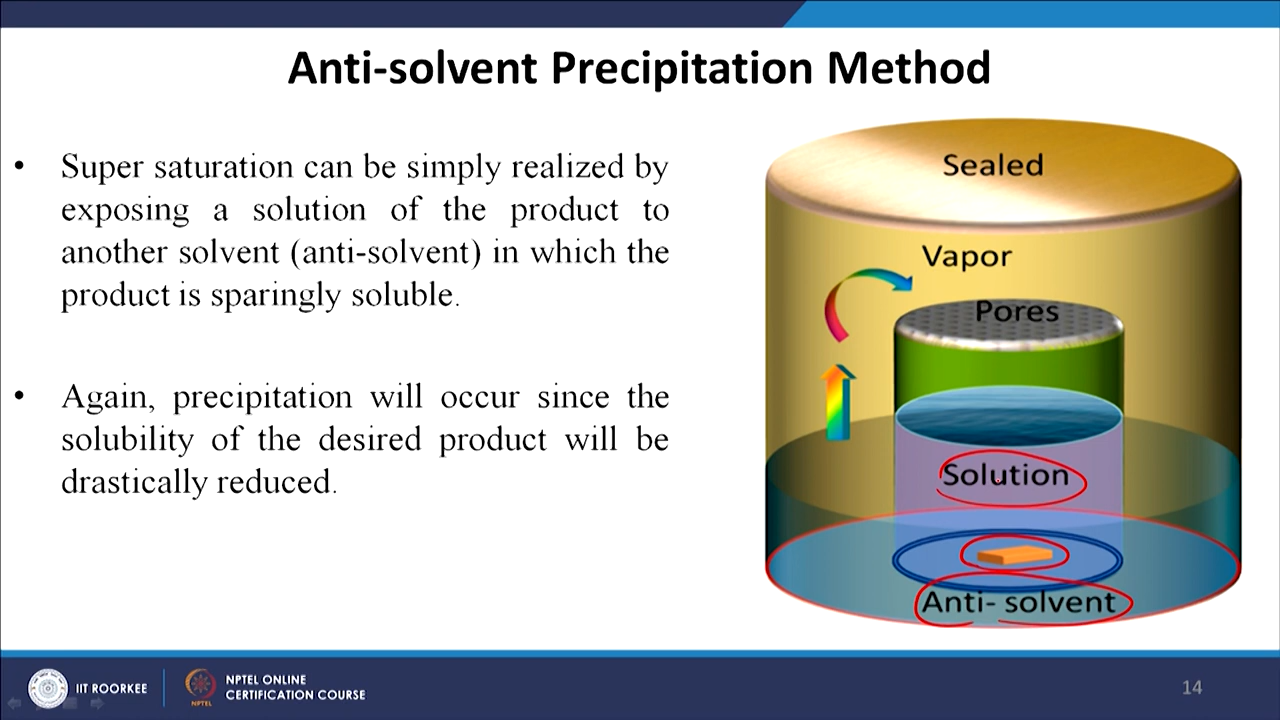 Anti-solvent Precipitation Method
• Super saturation can be simply realized by
exposing a solution of the product to
another solvent (anti-solvent) in which the
product is sparingly soluble.
• Again, precipitation will occur since the
solubility of the desired product will be
drastically reduced.
Sealed
Vapor
Pores
Solution
Anti- solvent
IIT ROORKEE
NPTEL
NPTEL ONLINE
CERTIFICATION COURSE
14